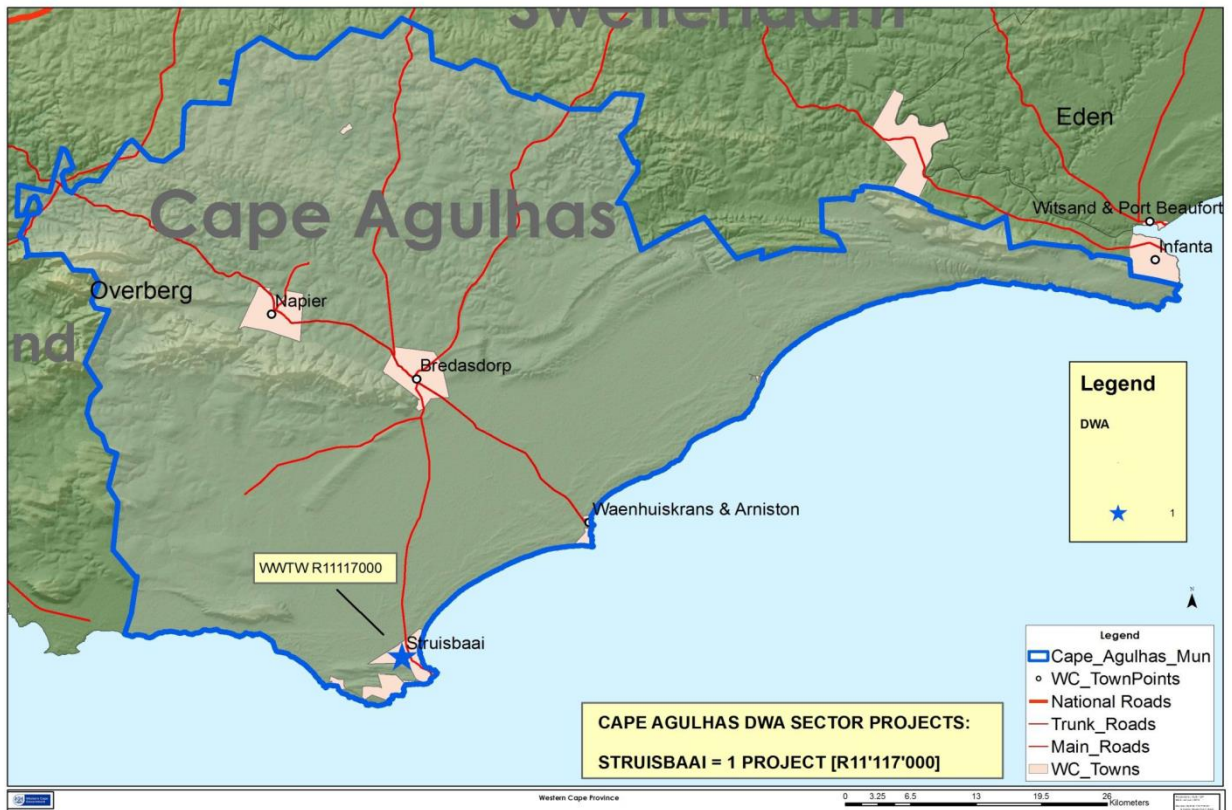 Swellendam
Eden
Cape Agulhas
Witsand & Port Beaufort
Infanta
Overberg
Napier
nd
Bredasdorp
Legend
DWA
1
Waenhuiskrans & Arniston
WWTW R11117000
Struisbaai
N
Legend
Cape_Agulhas_Mun
WC_TownPoints
National Roads
Trunk_Roads
Main_Roads
WC_Towns
CAPE AGULHAS DWA SECTOR PROJECTS:
STRUISBAAI = 1 PROJECT [R11'117'000]
Western Cape Province
0 3.25 6.5 13 19.5 26
Kilometers